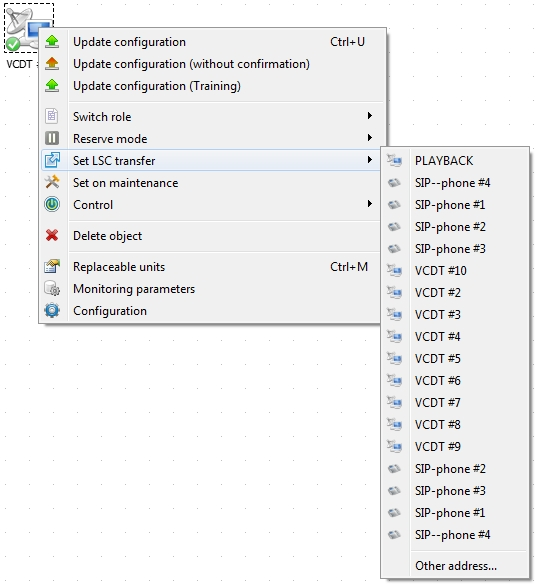 VCDT #
Update configuration Ctrl+U
Update configuration (without confirmation)
Update configuration (Training)
Switch role
Reserve mode
Set LSC transfer
Set on maintenance
Control
Delete object
Replaceable units Ctrl+M
Monitoring parameters
Configuration
PLAYBACK
SIP--phone #4
SIP-phone #1
SIP-phone #2
SIP-phone #3
VCDT #10
VCDT #2
VCDT #3
VCDT #4
VCDT #5
VCDT #6
VCDT #7
VCDT #8
VCDT #9
SIP-phone #2
SIP-phone #3
SIP-phone #1
SIP--phone #4
Other address...